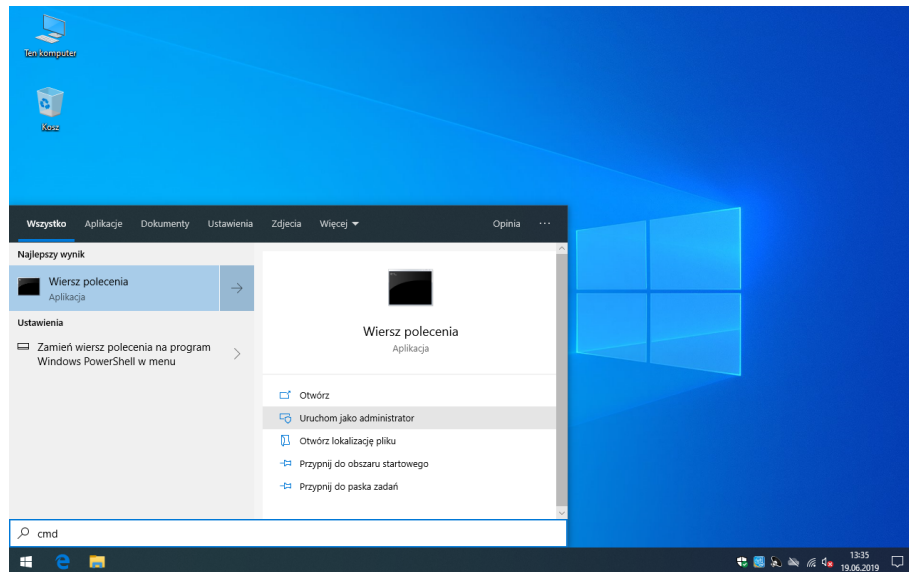 Ten komputer
Kosz
Wszystko Aplikacje Dokumenty Ustawienia Zdjecia Więcej Opinia ...
Najlepszy wynik
Wiersz polecenia
Aplikacja
Ustawienia
Zamień wiersz polecenia na program
Windows PowerShell w menu
Wiersz polecenia
Aplikacja
Otwórz
Uruchom jako administrator
Otwórz lokalizację pliku
Przypnij do obszaru startowego
Przypnij do paska zadań
cmd
13:35
19.06.2019